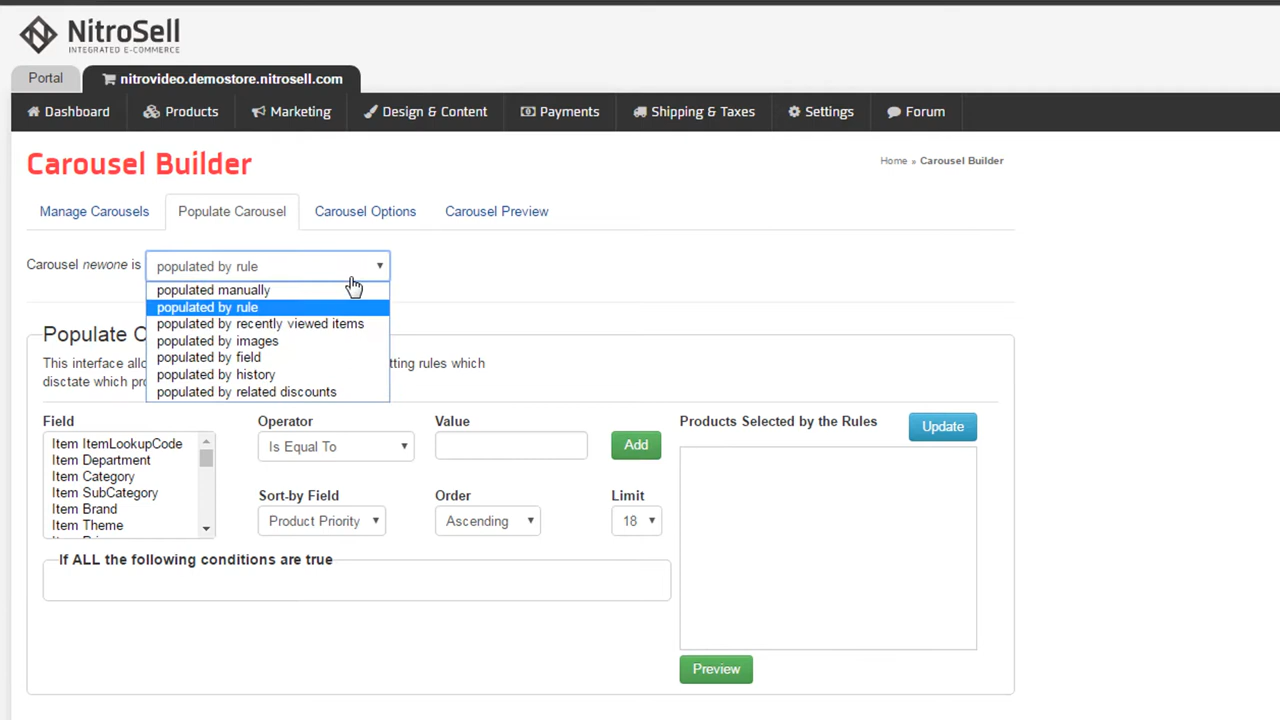 NitroSell
INTEGRATED E-COMMERCE
Portal
nitrovideo.demostore.nitrosell.com
Dashboard
Products
Marketing
Design & Content
Payments
Shipping & Taxes
Settings
Forum
Carousel Builder
Home » Carousel Builder
Manage Carousels
Populate Carousel
Carousel Options
Carousel Preview
Carousel newone is
populated by rule
populated manually
populated by rule
populated by recently viewed items
populated by images
populated by field
populated by history
populated by related discounts
Populate C
This interface allo
tting rules which
disctate which pro
Field
Operator
Value
Products Selected by the Rules
Update
Item ItemLookupCode
Item Department
Item Category
Item SubCategory
Item Brand
Item Theme
Is Equal To
Add
Sort-by Field
Order
Limit
Product Priority
Ascending
18
If ALL the following conditions are true
Preview